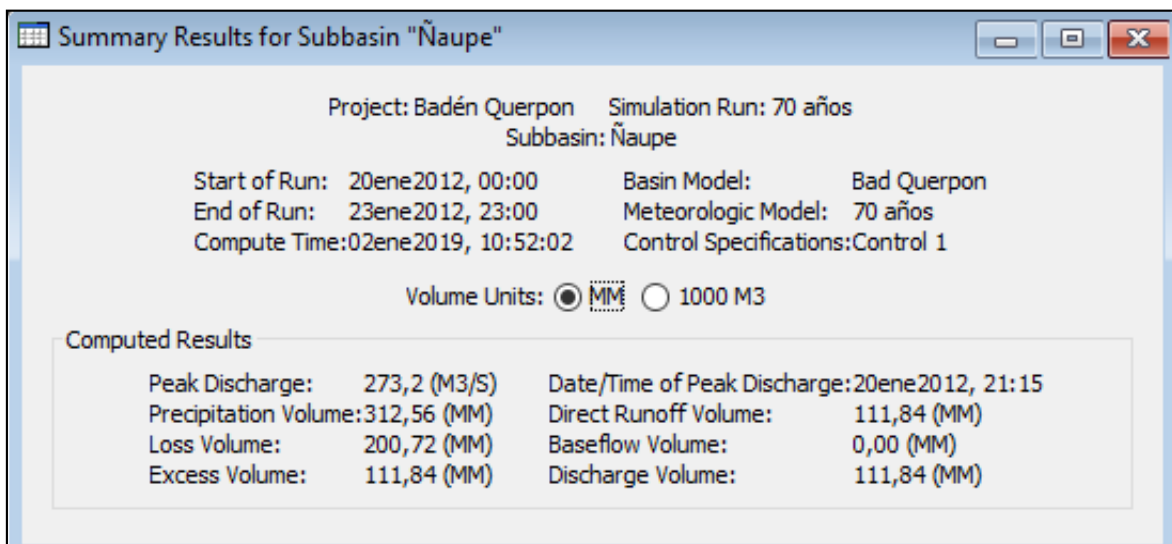 Summary Results for Subbasin "Ñaupe"
Project: Badén Querpon Simulation Run: 70 años
Subbasin: Ñaupe
Start of Run: 20ene2012, 00:00 Basin Model: Bad Querpon
End of Run: 23ene2012, 23:00 Meteorologic Model: 70 años
Compute Time:02ene2019, 10:52:02 Control Specifications:Control 1
Volume Units: MM 1000 M3
Computed Results
Peak Discharge: 273,2 (M3/S) Date/Time of Peak Discharge:20ene2012, 21:15
Precipitation Volume:312,56 (MM) Direct Runoff Volume: 111,84 (MM)
Loss Volume: 200,72 (MM) Baseflow Volume: 0,00 (MM)
Excess Volume: 111,84 (MM) Discharge Volume: 111,84 (MM)